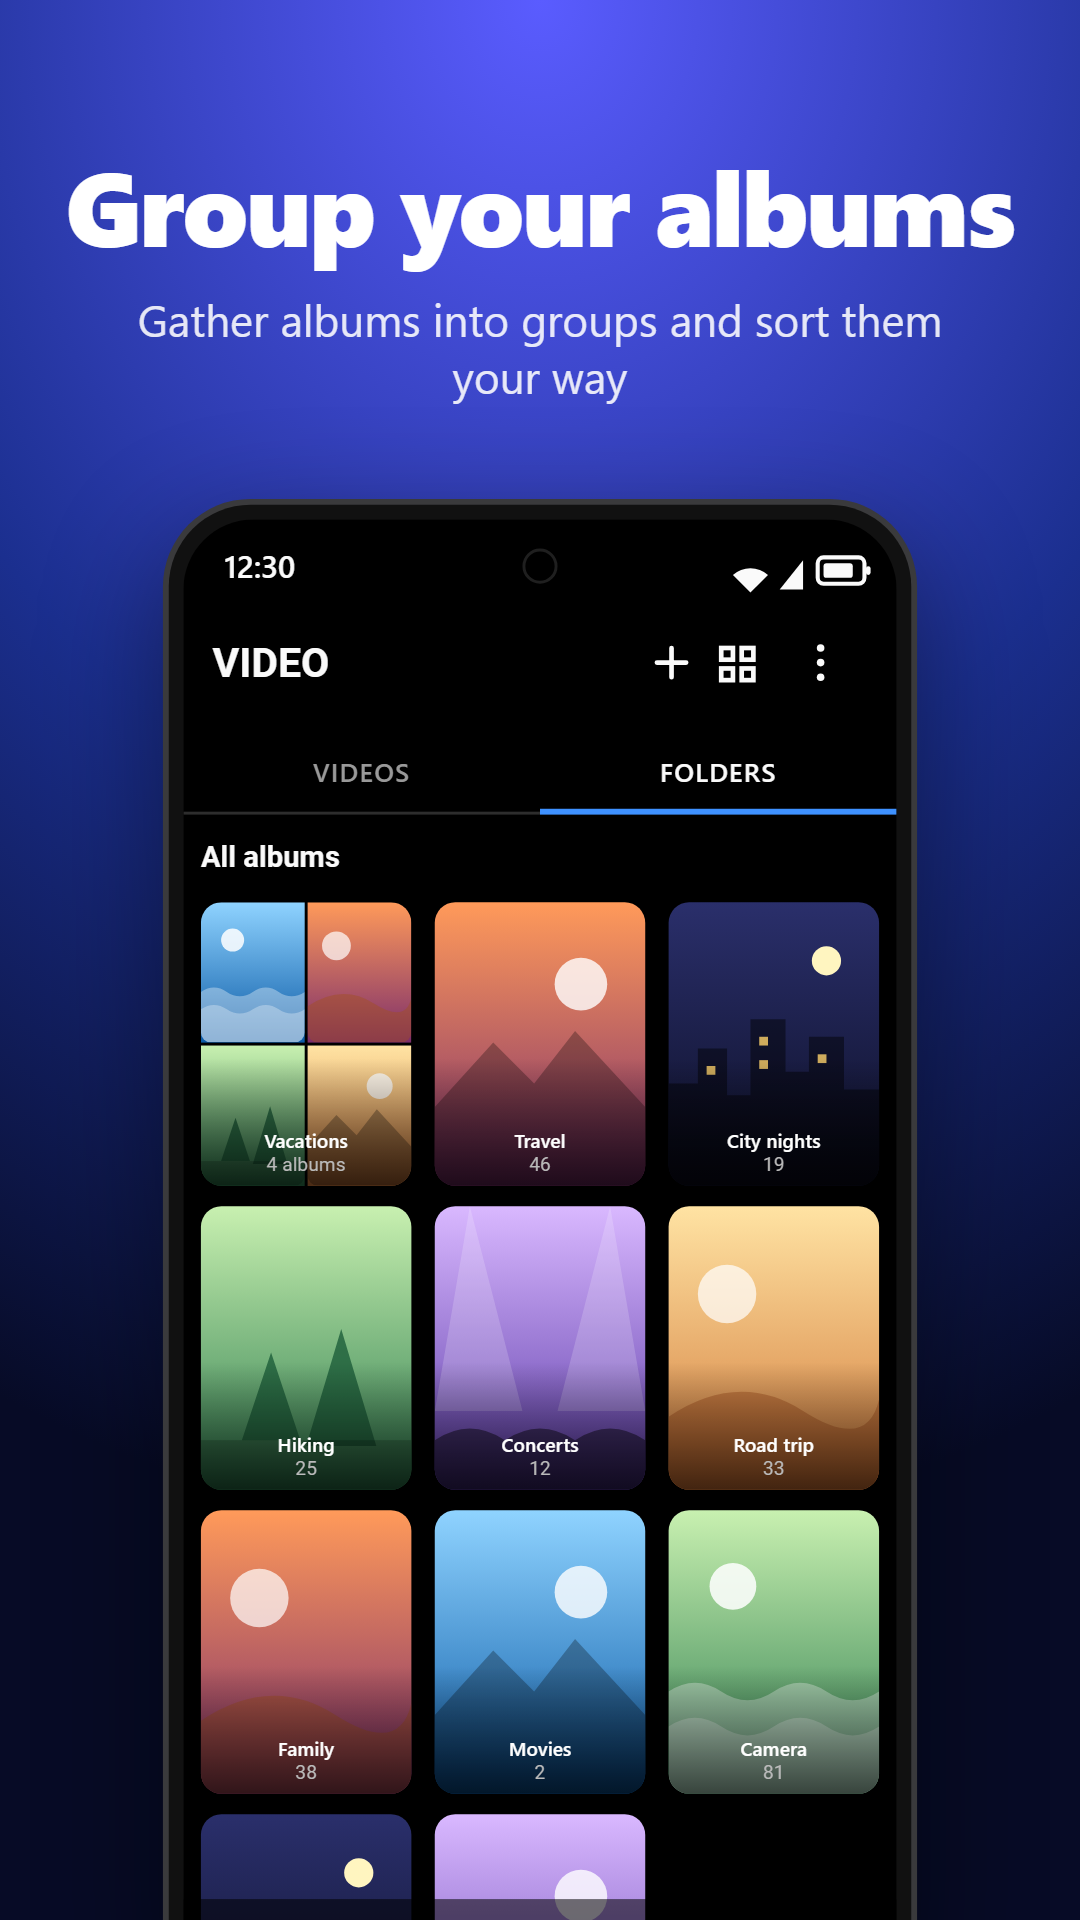 Group your albums
Gather albums into groups and sort them
your way
12:30
VIDEO
VIDEOS
FOLDERS
All albums
Vacations
4 albums
Travel
46
City nights
19
Hiking
25
Concerts
12
Road trip
33
Family
38
Movies
2
Camera
81